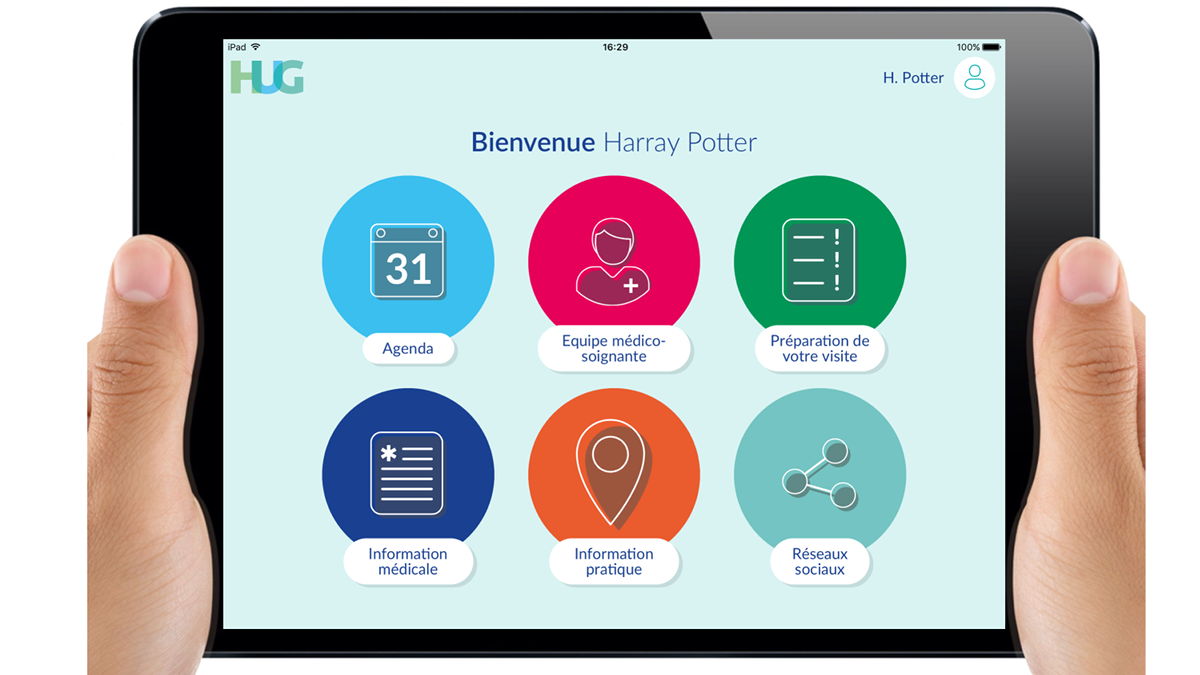 iPad 16:29 100%
HUG
H. Potter
Bienvenue Harray Potter
31
Agenda
Equipe médico-
soignante
Préparation de
votre visite
Information
médicale
Information
pratique
Réseaux
sociaux